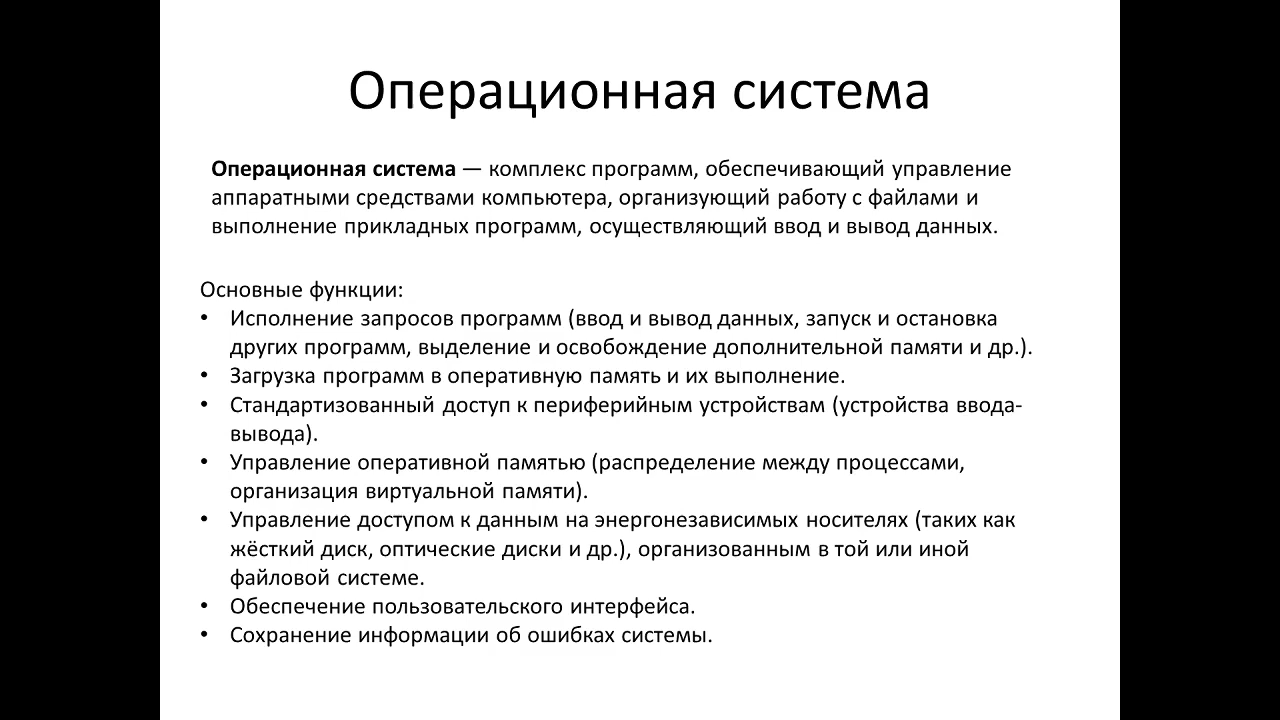 Операционная система
Операционная система — комплекс программ, обеспечивающий управление
аппаратными средствами компьютера, организующий работу с файлами и
выполнение прикладных программ, осуществляющий ввод и вывод данных.
Основные функции:
• Исполнение запросов программ (ввод и вывод данных, запуск и остановка
других программ, выделение и освобождение дополнительной памяти и др.).
• Загрузка программ в оперативную память и их выполнение.
• Стандартизованный доступ к периферийным устройствам (устройства ввода-
вывода).
• Управление оперативной памятью (распределение между процессами,
организация виртуальной памяти).
• Управление доступом к данным на энергонезависимых носителях (таких как
жёсткий диск, оптические диски и др.), организованным в той или иной
файловой системе.
• Обеспечение пользовательского интерфейса.
• Сохранение информации об ошибках системы.